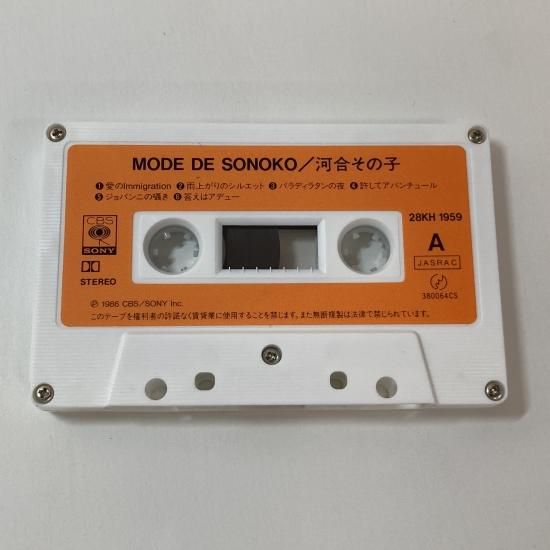 MODE DE SONOKO／河合その子
❶愛のImmigration ❷雨上がりのシルエット ❸パラディラタンの夜 ❹許してアバンチュール
❺ジョバンニの囁き ❻答えはアデュー
28KH 1959
CBS
SONY
A
JASRAC
STEREO
380064CS
Ⓟ 1986 CBS／SONY Inc.
このテープを権利者の許諾なく賃貸業に使用することを禁じます。また無断複製は法律で禁じられています。